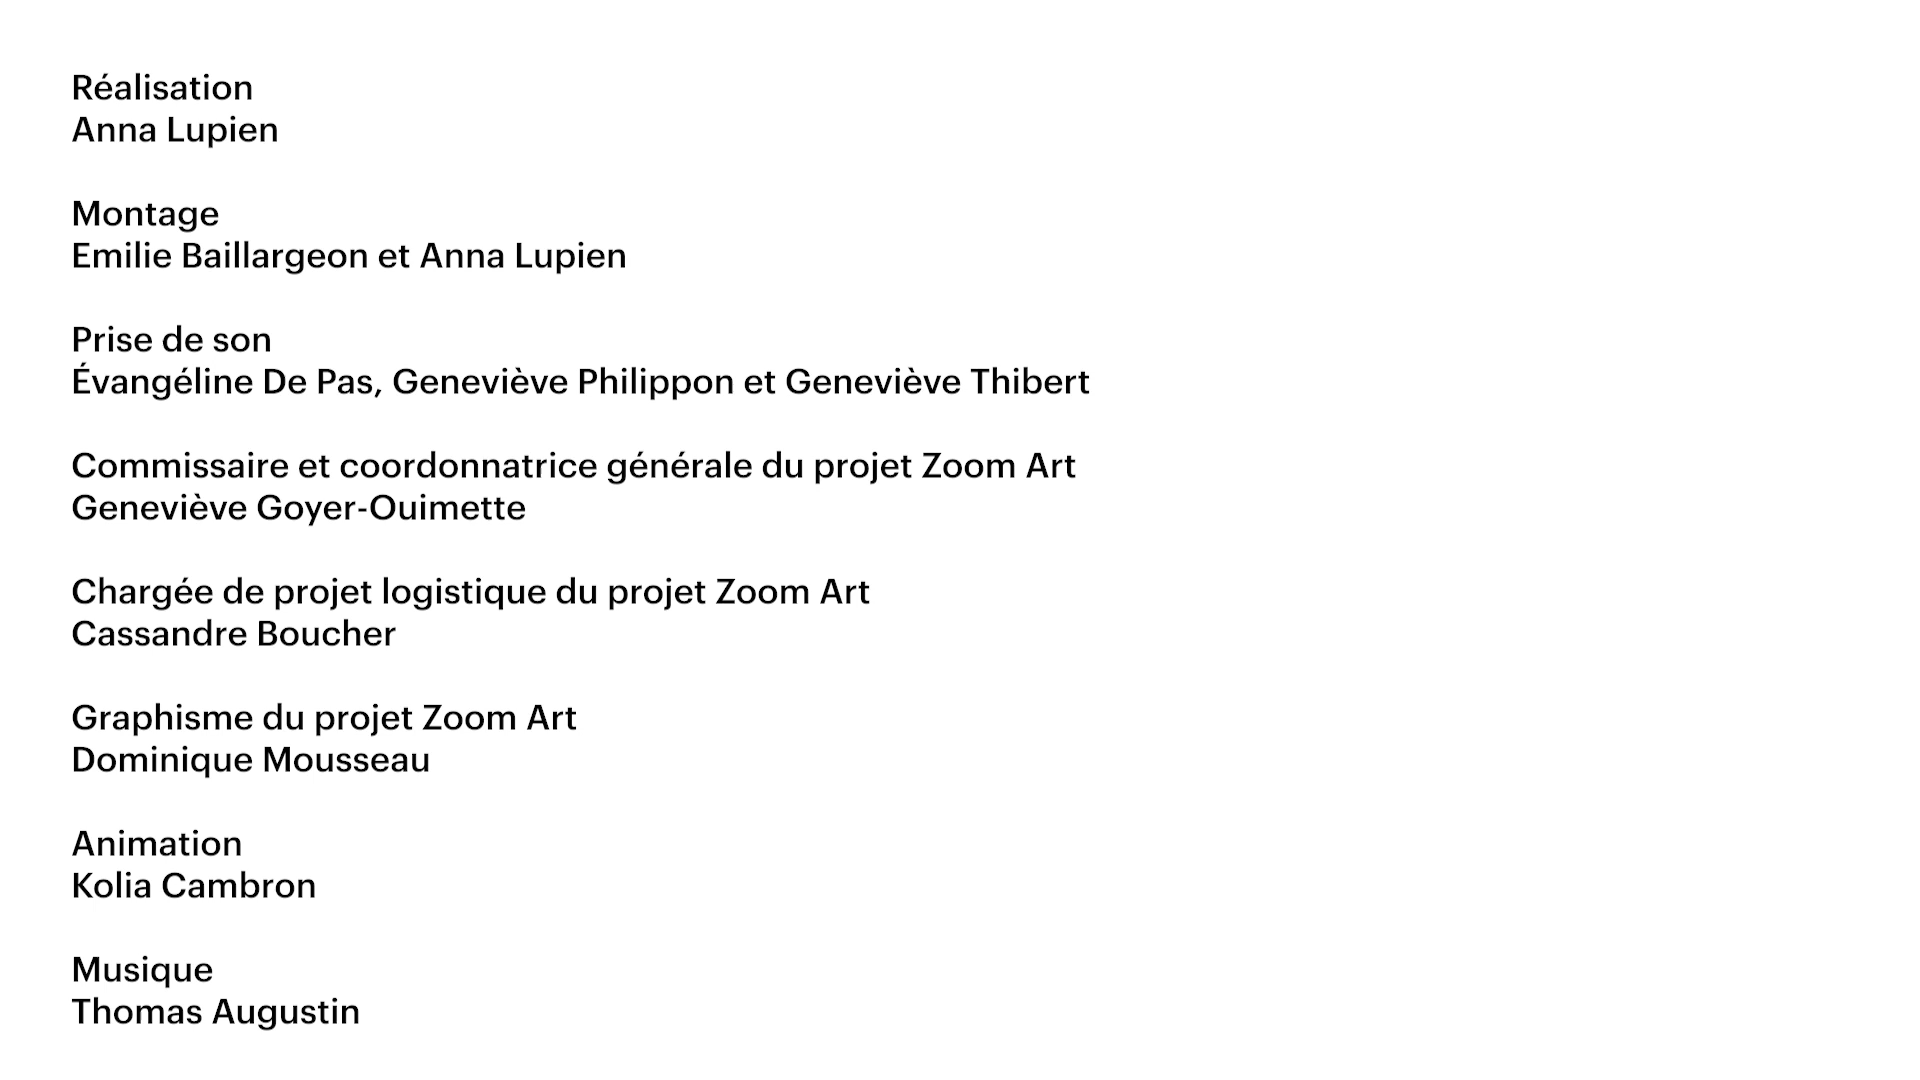 Réalisation
Anna Lupien
Montage
Emilie Baillargeon et Anna Lupien
Prise de son
Évangéline De Pas, Geneviève Philippon et Geneviève Thibert
Commissaire et coordonnatrice générale du projet Zoom Art
Geneviève Goyer-Ouimette
Chargée de projet logistique du projet Zoom Art
Cassandre Boucher
Graphisme du projet Zoom Art
Dominique Mousseau
Animation
Kolia Cambron
Musique
Thomas Augustin